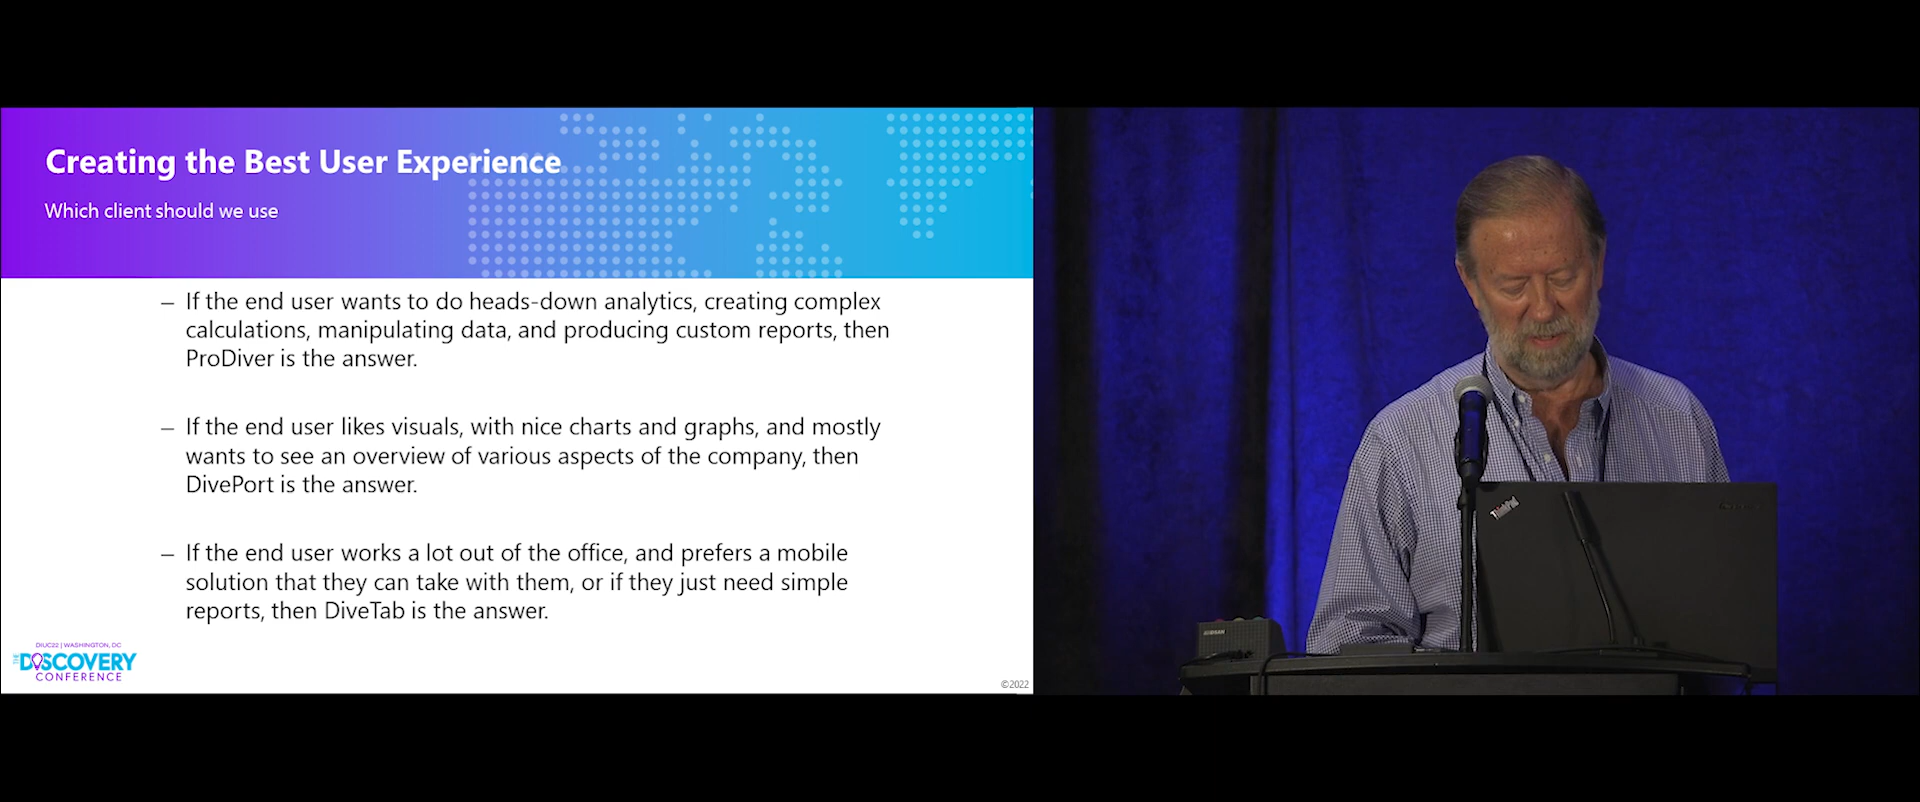 Creating the Best User Experience
Which client should we use
– If the end user wants to do heads-down analytics, creating complex
calculations, manipulating data, and producing custom reports, then
ProDiver is the answer.
– If the end user likes visuals, with nice charts and graphs, and mostly
wants to see an overview of various aspects of the company, then
DivePort is the answer.
– If the end user works a lot out of the office, and prefers a mobile
solution that they can take with them, or if they just need simple
reports, then DiveTab is the answer.
DIUC22 | WASHINGTON, DC
THE DISCOVERY
CONFERENCE
©2022
ThinkPad